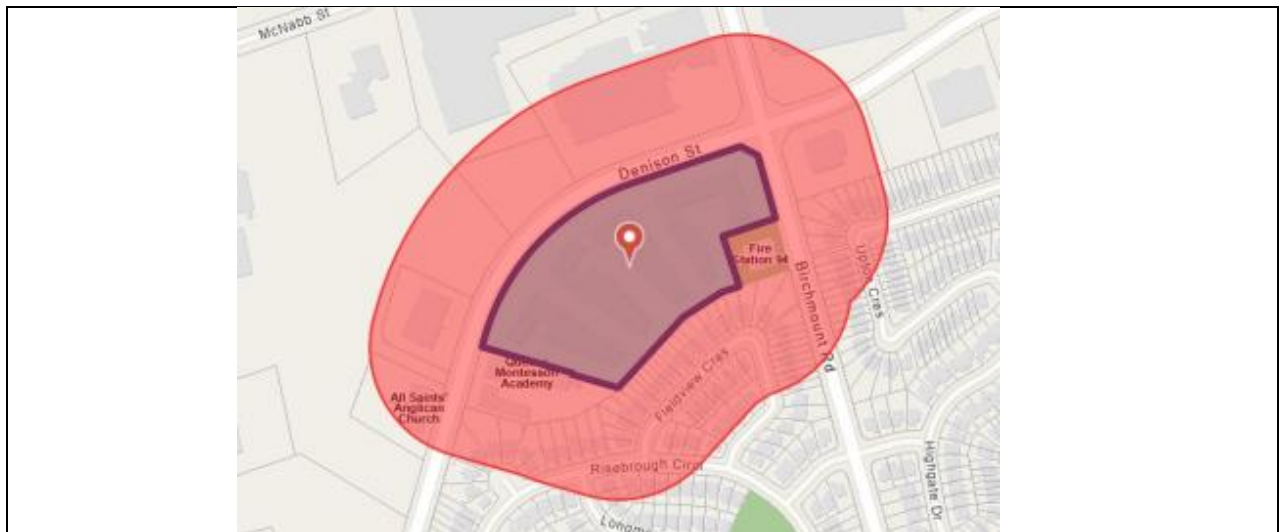 McNabb St
Denison St
Fire
Station 94
Upton Cres
Birchmount Rd
Montessori
Academy
All Saints'
Anglican
Church
Fieldview Cres
Risebrough Circt
Highgate Dr